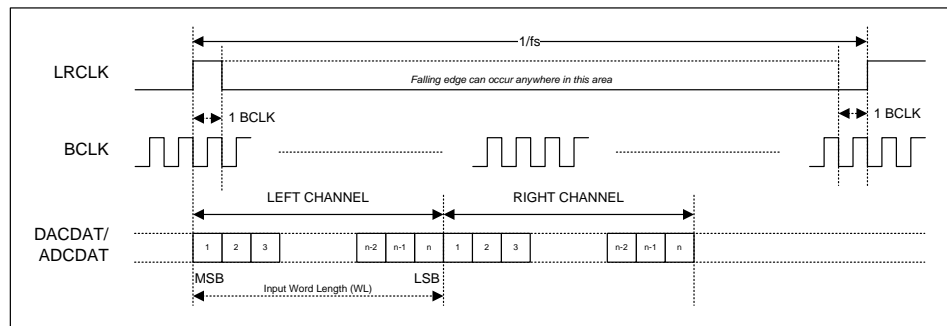 1/fs
LRCLK
Falling edge can occur anywhere in this area
1 BCLK
1 BCLK
BCLK
LEFT CHANNEL
RIGHT CHANNEL
DACDAT/
ADCDAT
1 2 3 n-2 n-1 n 1 2 3 n-2 n-1 n
MSB
LSB
Input Word Length (WL)